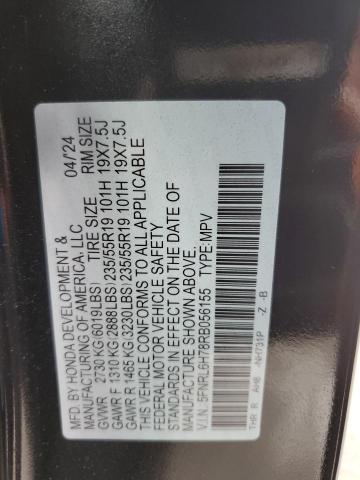 HONDA DEVELOPMENT & 04/'24
MANUFACTURING OF AMERICA, LLC
TIRE SIZE RIM SIZE
GVWR 2730 KG (6019LBS)
GAWR F 1310 KG (2888LBS) 235/55R19 101H 19X7.5J
GAWR R 1465 KG (3230LBS) 235/55R19 101H 19X7.5J
THIS VEHICLE CONFORMS TO ALL APPLICABLE
FEDERAL MOTOR VEHICLE SAFETY
STANDARDS IN EFFECT ON THE DATE OF
MANUFACTURE SHOWN ABOVE.
V.I.N. 5FNRL6H78RB056155 TYPE:MPV
THR R AH8 -NH731P -Z -B